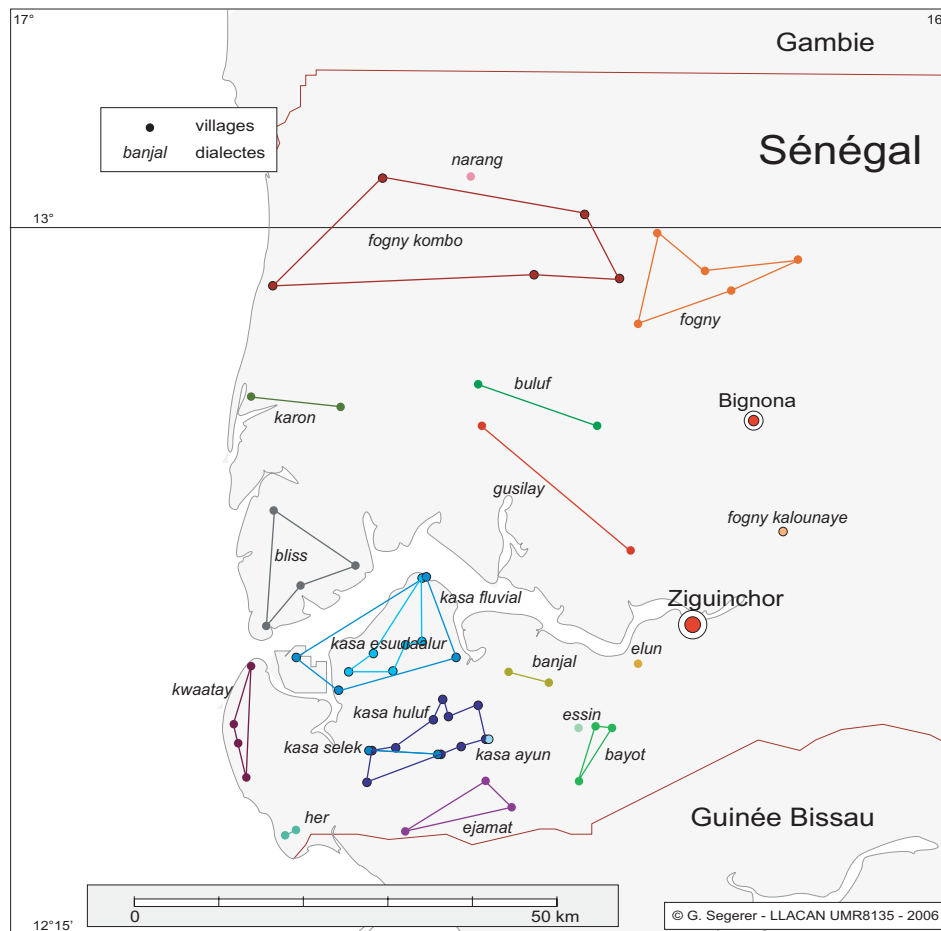 17°
16
Gambie
villages
banjal dialectes
Sénégal
narang
13°
fogny kombo
fogny
buluf
karon
Bignona
gusilay
fogny kalounaye
bliss
kasa fluvial
Ziguinchor
kasa esuudaalur
elun
banjal
kwaatay
kasa huluf
essin
kasa selek
kasa ayun
bayot
her
ejamat
Guinée Bissau
0 50 km
12°15'
© G. Segerer - LLACAN UMR8135 - 2006